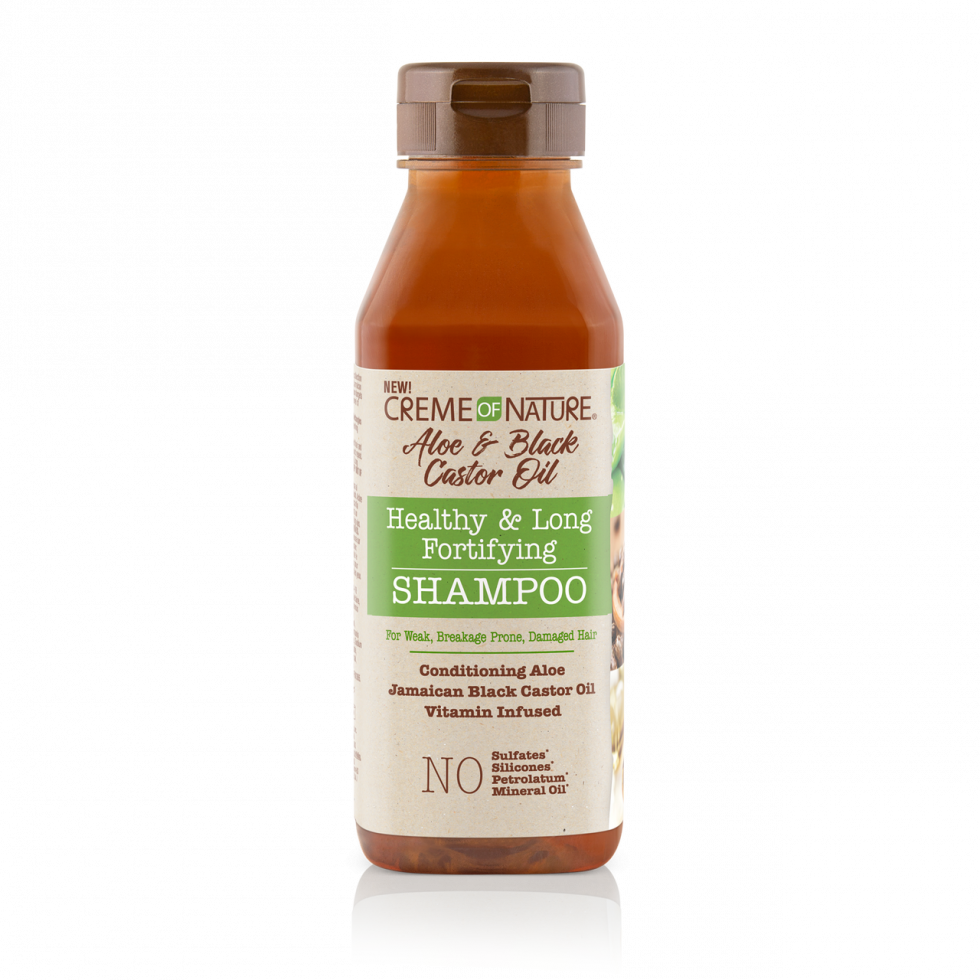 NEW!
CREME OF NATURE®
Aloe & Black
Castor Oil
Healthy & Long
Fortifying
SHAMPOO
For Weak, Breakage Prone, Damaged Hair
Conditioning Aloe
Jamaican Black Castor Oil
Vitamin Infused
NO
Sulfates*
Silicones*
Petrolatum*
Mineral Oil*